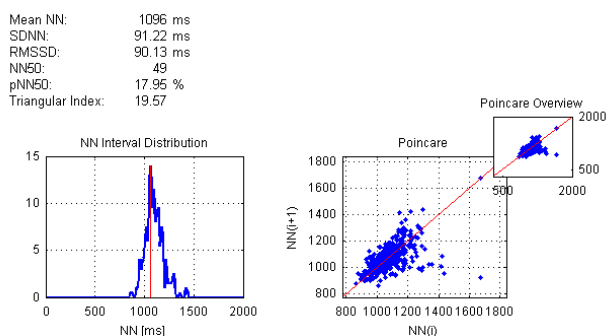 Mean NN: 1096 ms
SDNN: 91.22 ms
RMSSD: 90.13 ms
NN50: 49
pNN50: 17.95 %
Triangular Index: 19.57
NN Interval Distribution
15
10
5
0
0 500 1000 1500 2000
NN [ms]
Poincare
1800
1600
1400
1200
1000
800
NN(i+1)
800 1000 1200 1400 1600 1800
NN(i)
Poincare Overview
2000
500
500 2000